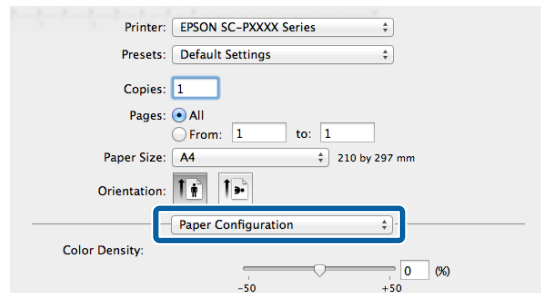 Printer: EPSON SC-PXXXX Series
Presets: Default Settings
Copies: 1
Pages: All
From: 1 to: 1
Paper Size: A4 210 by 297 mm
Orientation:
Paper Configuration
Color Density:
0 (%)
-50 +50